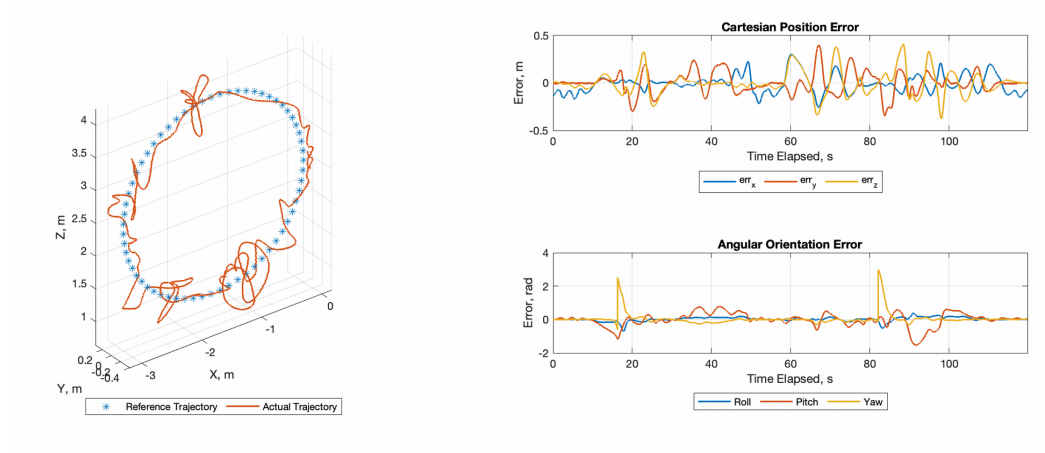 4
3.5
3
2.5
2
1.5
1
Z, m
0.2
0
-0.2
-0.4
Y, m
-3
-2
-1
0
X, m
Reference Trajectory Actual Trajectory
Cartesian Position Error
0.5
0
-0.5
Error, m
0 20 40 60 80 100
Time Elapsed, s
err_x err_y err_z
Angular Orientation Error
4
2
0
-2
Error, rad
0 20 40 60 80 100
Time Elapsed, s
Roll Pitch Yaw